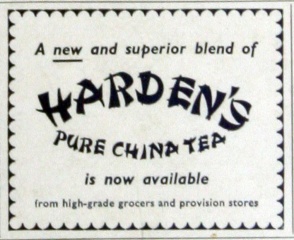 A new and superior blend of
HARDEN'S
PURE CHINA TEA
is now available
from high-grade grocers and provision stores